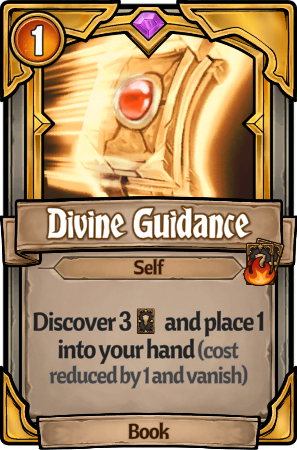 1
Divine Guidance
Self
Discover 3 and place 1
into your hand (cost
reduced by 1 and vanish)
Book